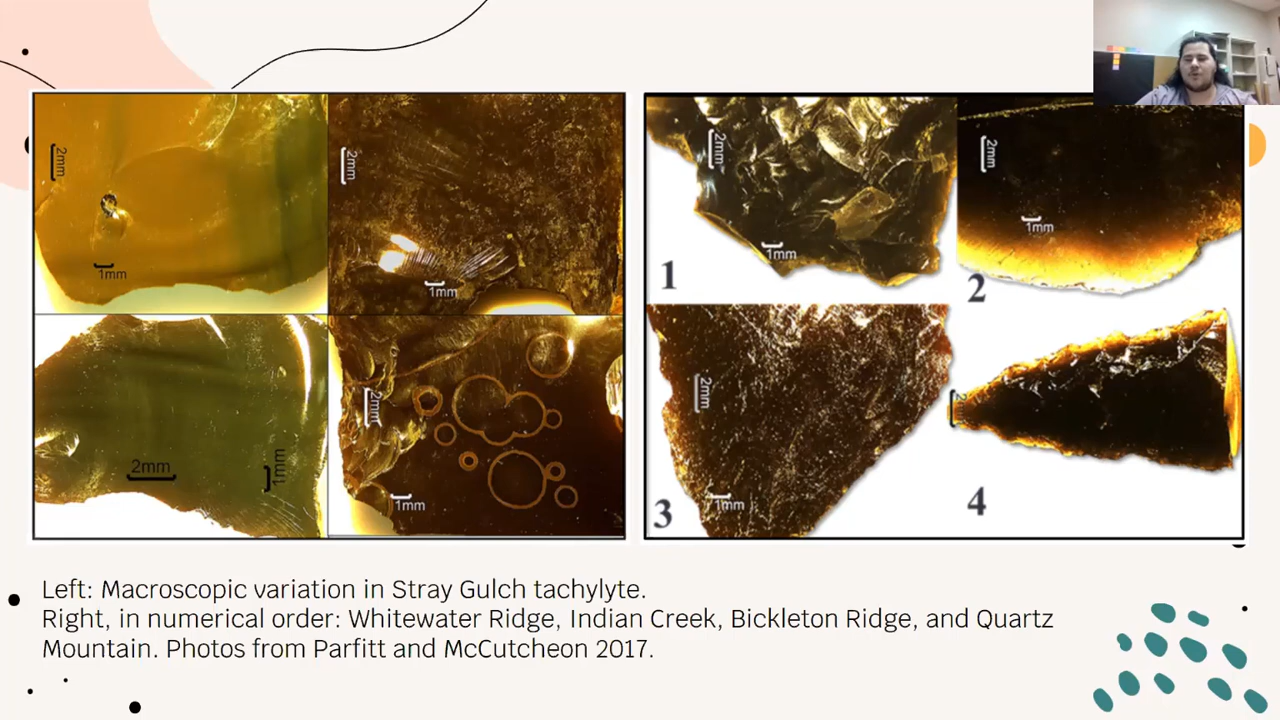 2mm
1mm
2mm
1mm
2mm
1mm
2mm
1mm
2mm
1mm
1
2mm
1mm
2
2mm
1mm
3
2mm
4
Left: Macroscopic variation in Stray Gulch tachylyte.
Right, in numerical order: Whitewater Ridge, Indian Creek, Bickleton Ridge, and Quartz
Mountain. Photos from Parfitt and McCutcheon 2017.